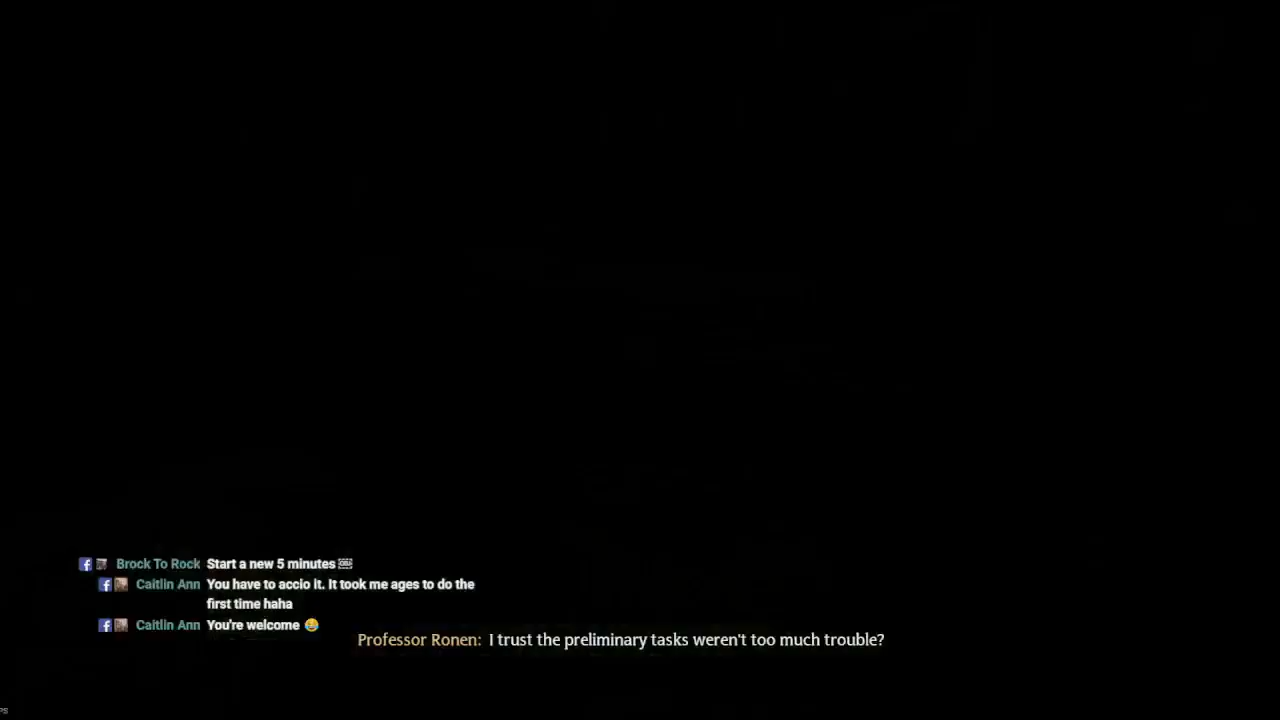 Brock To Rock Start a new 5 minutes
Caitlin Ann You have to accio it. It took me ages to do the
first time haha
Caitlin Ann You're welcome 😂
Professor Ronen: I trust the preliminary tasks weren't too much trouble?
PS